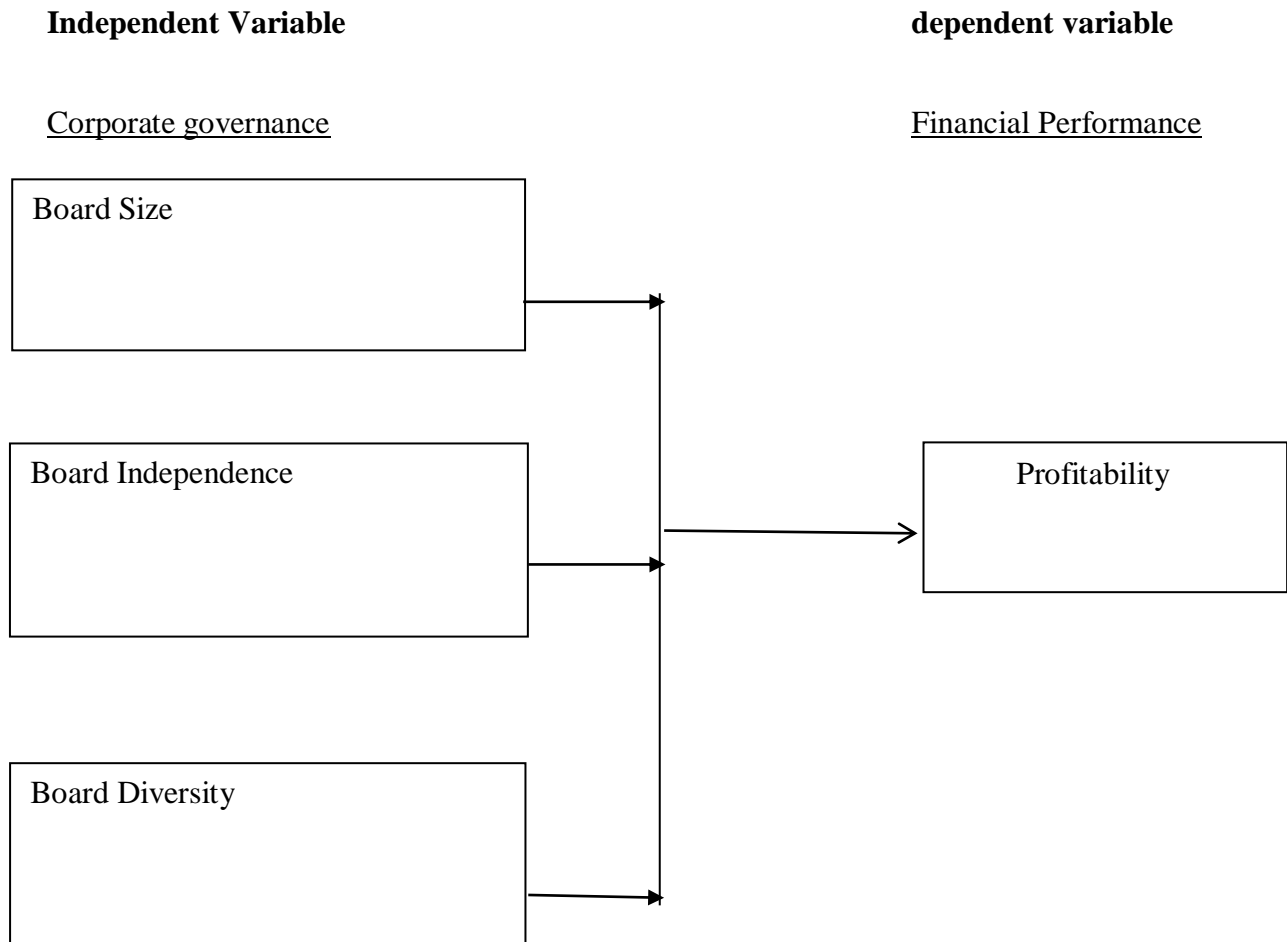 Independent Variable
dependent variable
Corporate governance
Financial Performance
Board Size
Board Independence
Profitability
Board Diversity